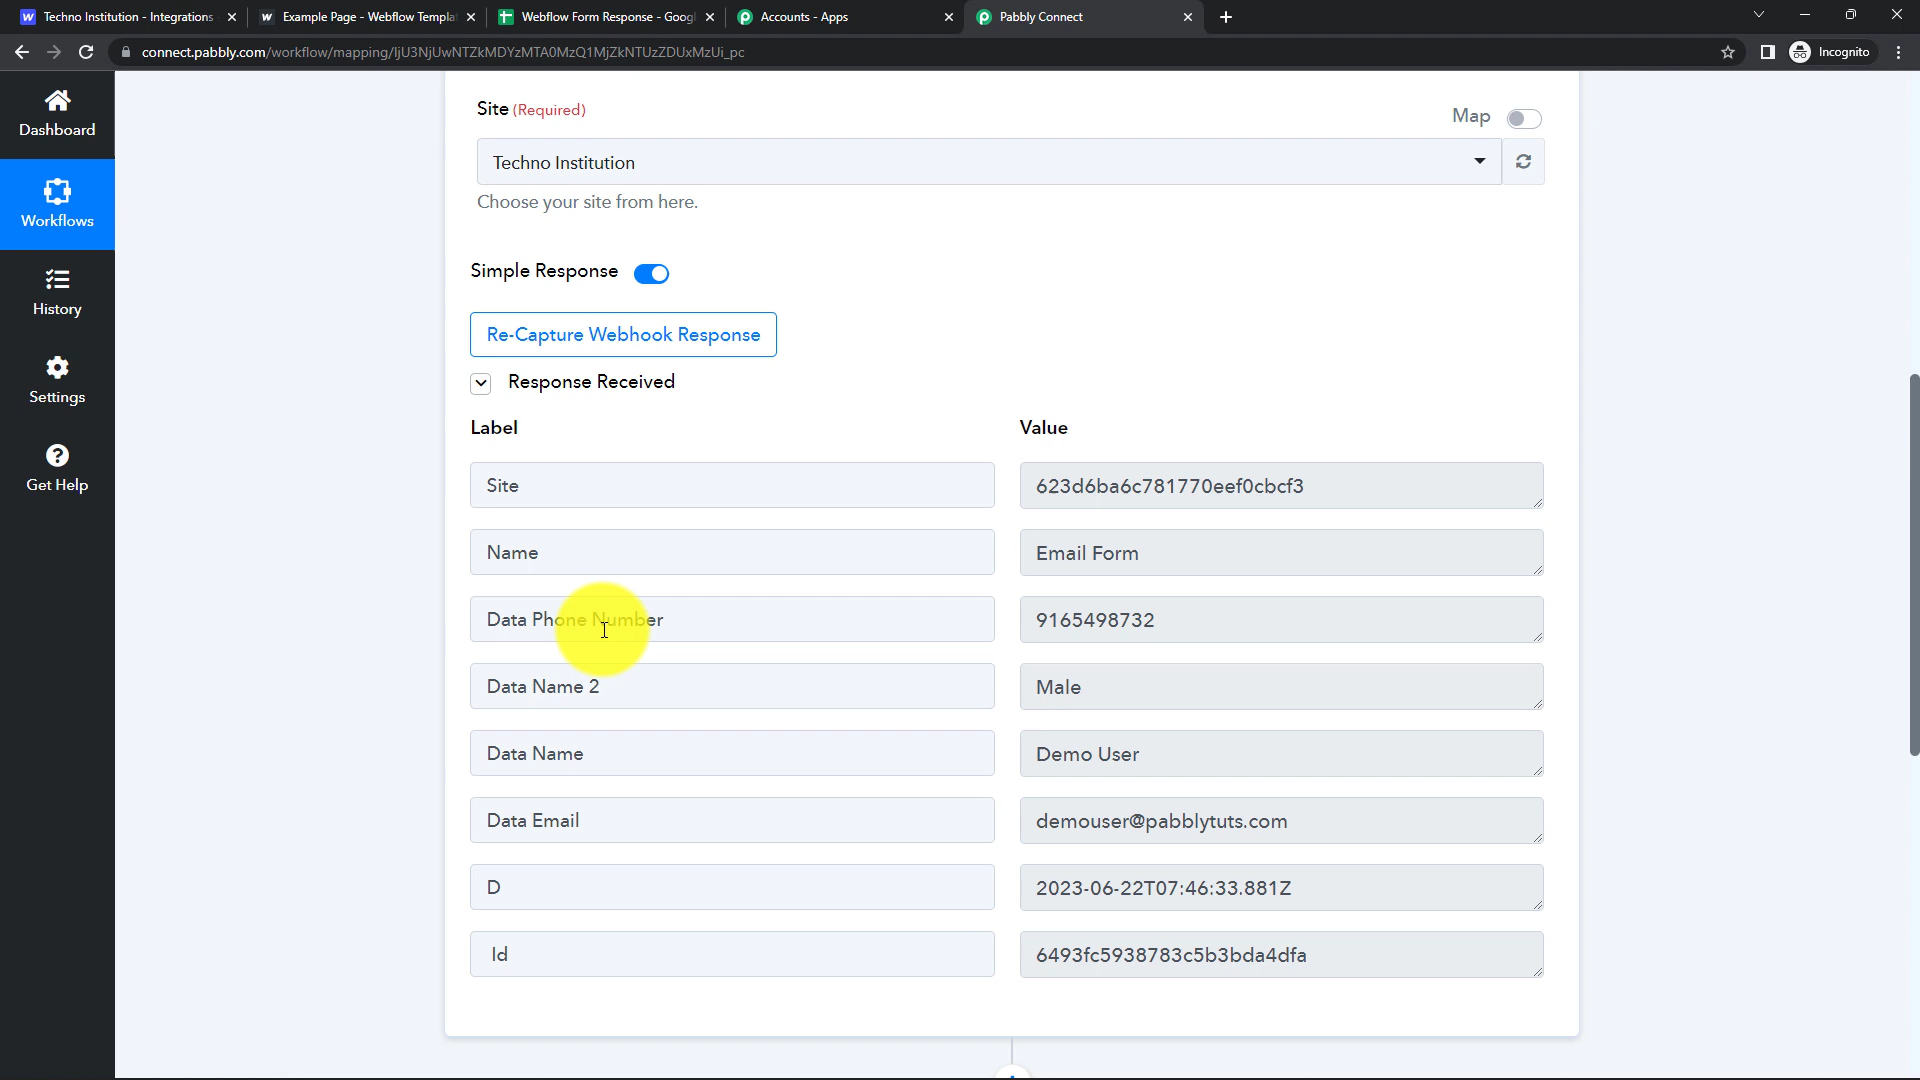 Techno Institution - Integrations
Example Page - Webflow Templa
Webflow Form Response - Googl
Accounts - Apps
Pabbly Connect
connect.pabbly.com/workflow/mapping/IjU3NjUwNTZkMDYzMTA0MzQ1MjZkNTUzZDUxMzUi_pc
Incognito
Dashboard
Workflows
History
Settings
Get Help
Site (Required)
Map
Techno Institution
Choose your site from here.
Simple Response
Re-Capture Webhook Response
Response Received
Label Value
Site 623d6ba6c781770eef0cbcf3
Name Email Form
Data Phone Number 9165498732
Data Name 2 Male
Data Name Demo User
Data Email demouser@pabblytuts.com
D 2023-06-22T07:46:33.881Z
Id 6493fc5938783c5b3bda4dfa